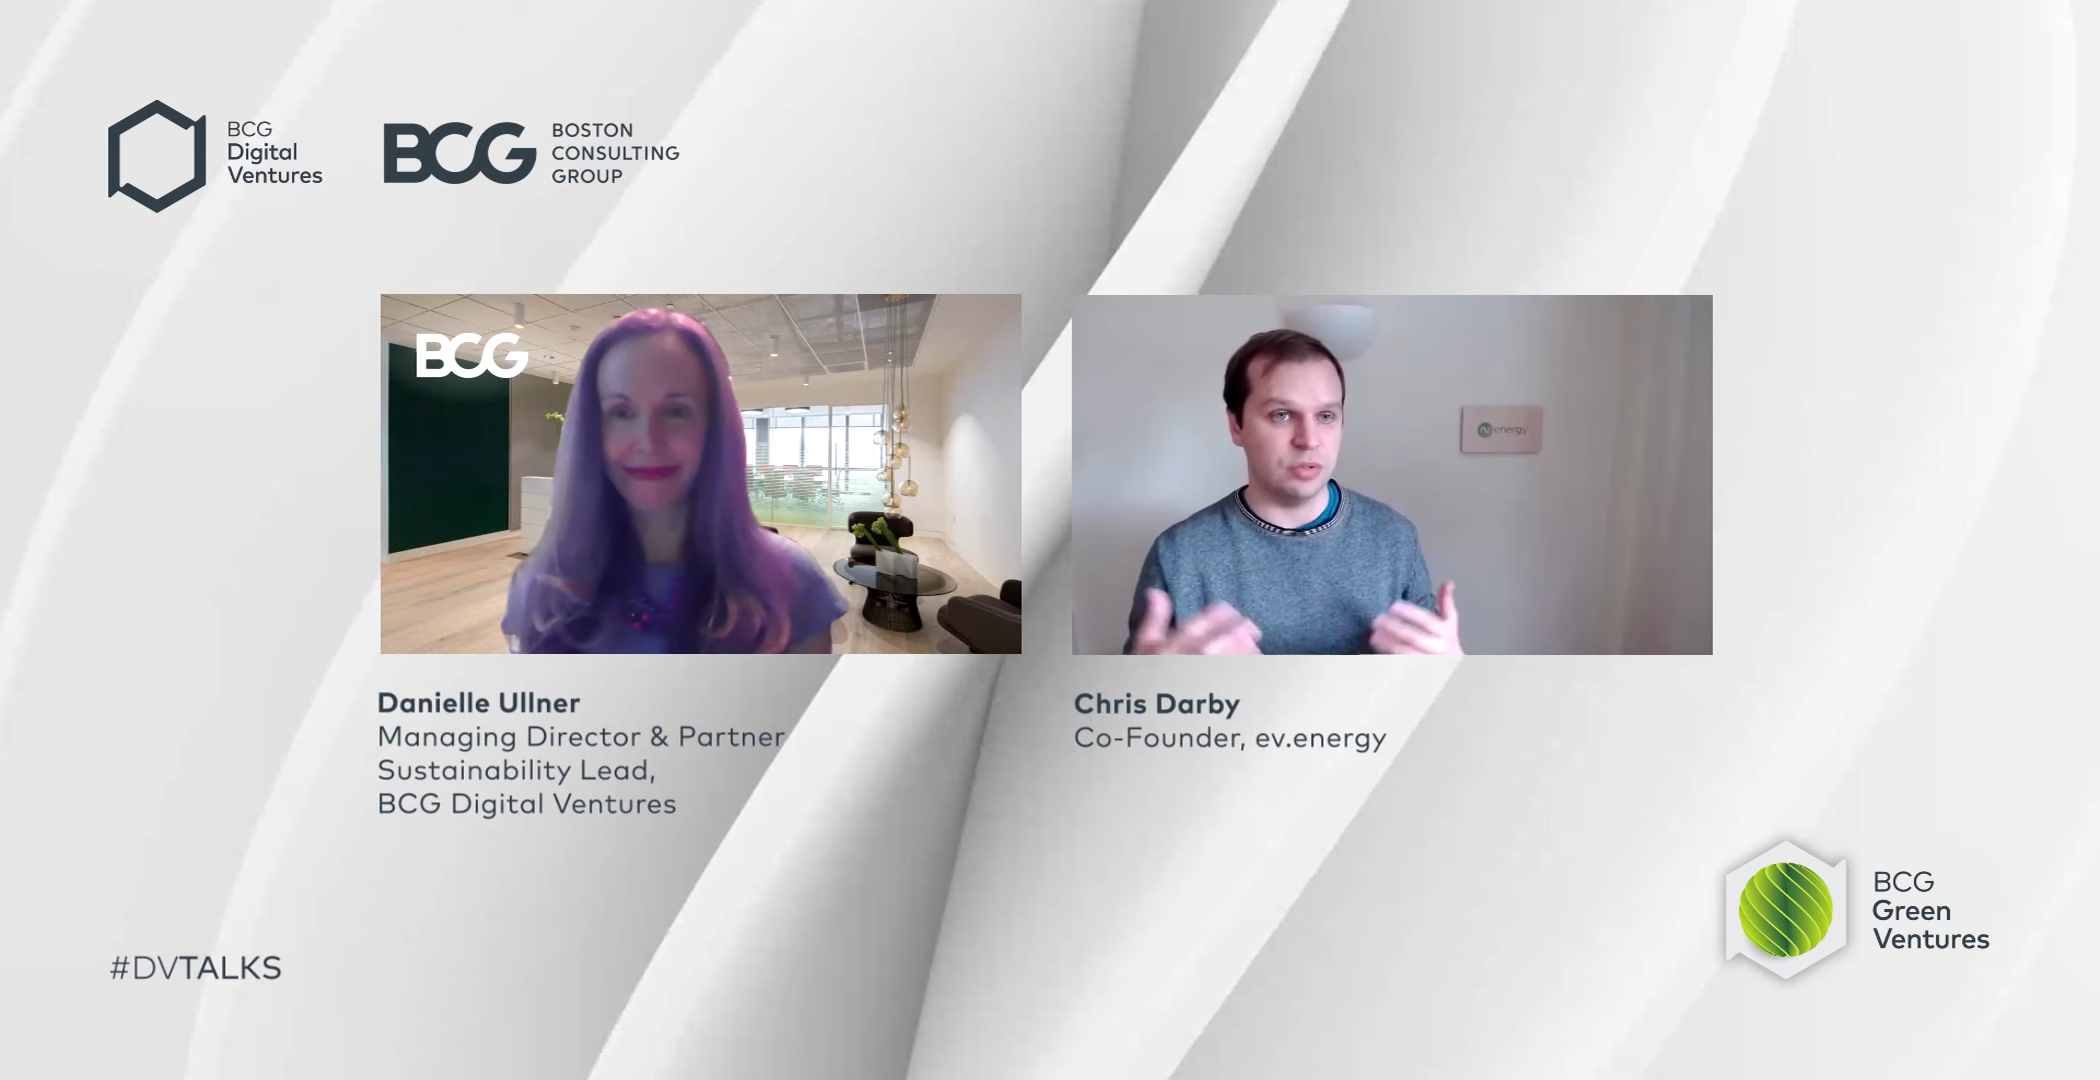 BCG
Digital
Ventures
BCG
BOSTON
CONSULTING
GROUP
BCG
energy
Danielle Ullner
Managing Director & Partner
Sustainability Lead,
BCG Digital Ventures
Chris Darby
Co-Founder, ev.energy
BCG
Green
Ventures
#DVTALKS